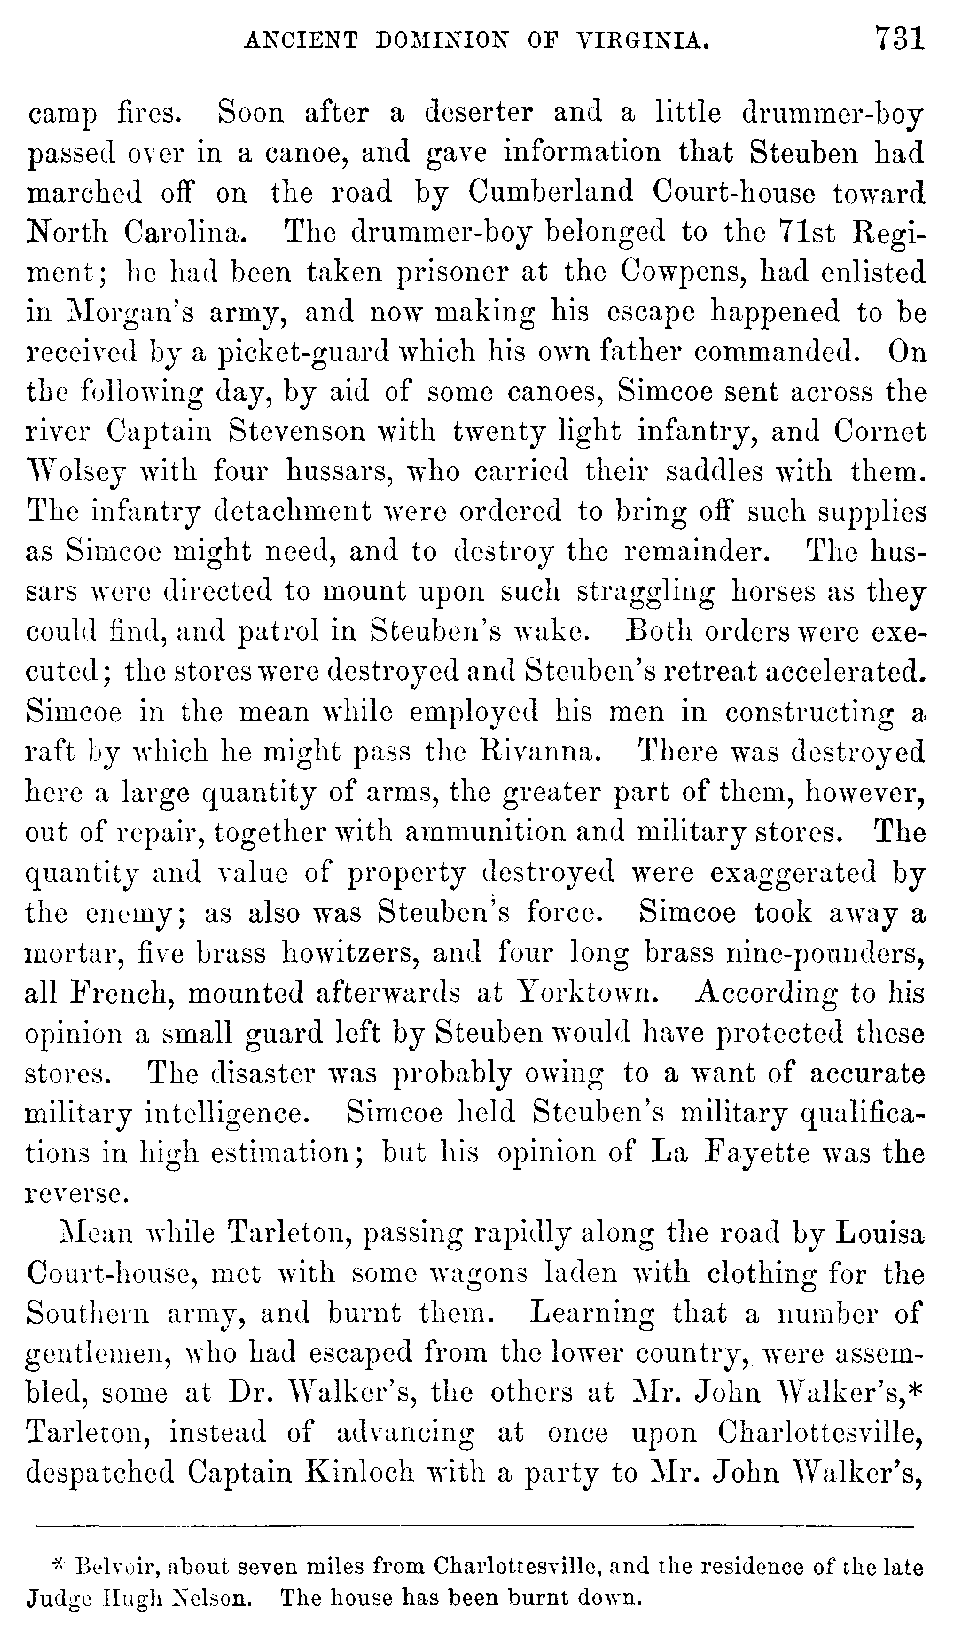 ANCIENT DOMINION OF VIRGINIA. 731
camp fires. Soon after a deserter and a little drummer-boy
passed over in a canoe, and gave information that Steuben had
marched off on the road by Cumberland Court-house toward
North Carolina. The drummer-boy belonged to the 71st Regi-
ment; he had been taken prisoner at the Cowpens, had enlisted
in Morgan's army, and now making his escape happened to be
received by a picket-guard which his own father commanded. On
the following day, by aid of some canoes, Simcoe sent across the
river Captain Stevenson with twenty light infantry, and Cornet
Wolsey with four hussars, who carried their saddles with them.
The infantry detachment were ordered to bring off such supplies
as Simcoe might need, and to destroy the remainder. The hus-
sars were directed to mount upon such straggling horses as they
could find, and patrol in Steuben's wake. Both orders were exe-
cuted; the stores were destroyed and Steuben's retreat accelerated.
Simcoe in the mean while employed his men in constructing a
raft by which he might pass the Rivanna. There was destroyed
here a large quantity of arms, the greater part of them, however,
out of repair, together with ammunition and military stores. The
quantity and value of property destroyed were exaggerated by
the enemy; as also was Steuben's force. Simcoe took away a
mortar, five brass howitzers, and four long brass nine-pounders,
all French, mounted afterwards at Yorktown. According to his
opinion a small guard left by Steuben would have protected these
stores. The disaster was probably owing to a want of accurate
military intelligence. Simcoe held Steuben's military qualifica-
tions in high estimation; but his opinion of La Fayette was the
reverse.
Mean while Tarleton, passing rapidly along the road by Louisa
Court-house, met with some wagons laden with clothing for the
Southern army, and burnt them. Learning that a number of
gentlemen, who had escaped from the lower country, were assem-
bled, some at Dr. Walker's, the others at Mr. John Walker's,*
Tarleton, instead of advancing at once upon Charlottesville,
despatched Captain Kinloch with a party to Mr. John Walker's,
* Belvoir, about seven miles from Charlottesville, and the residence of the late
Judge Hugh Nelson. The house has been burnt down.